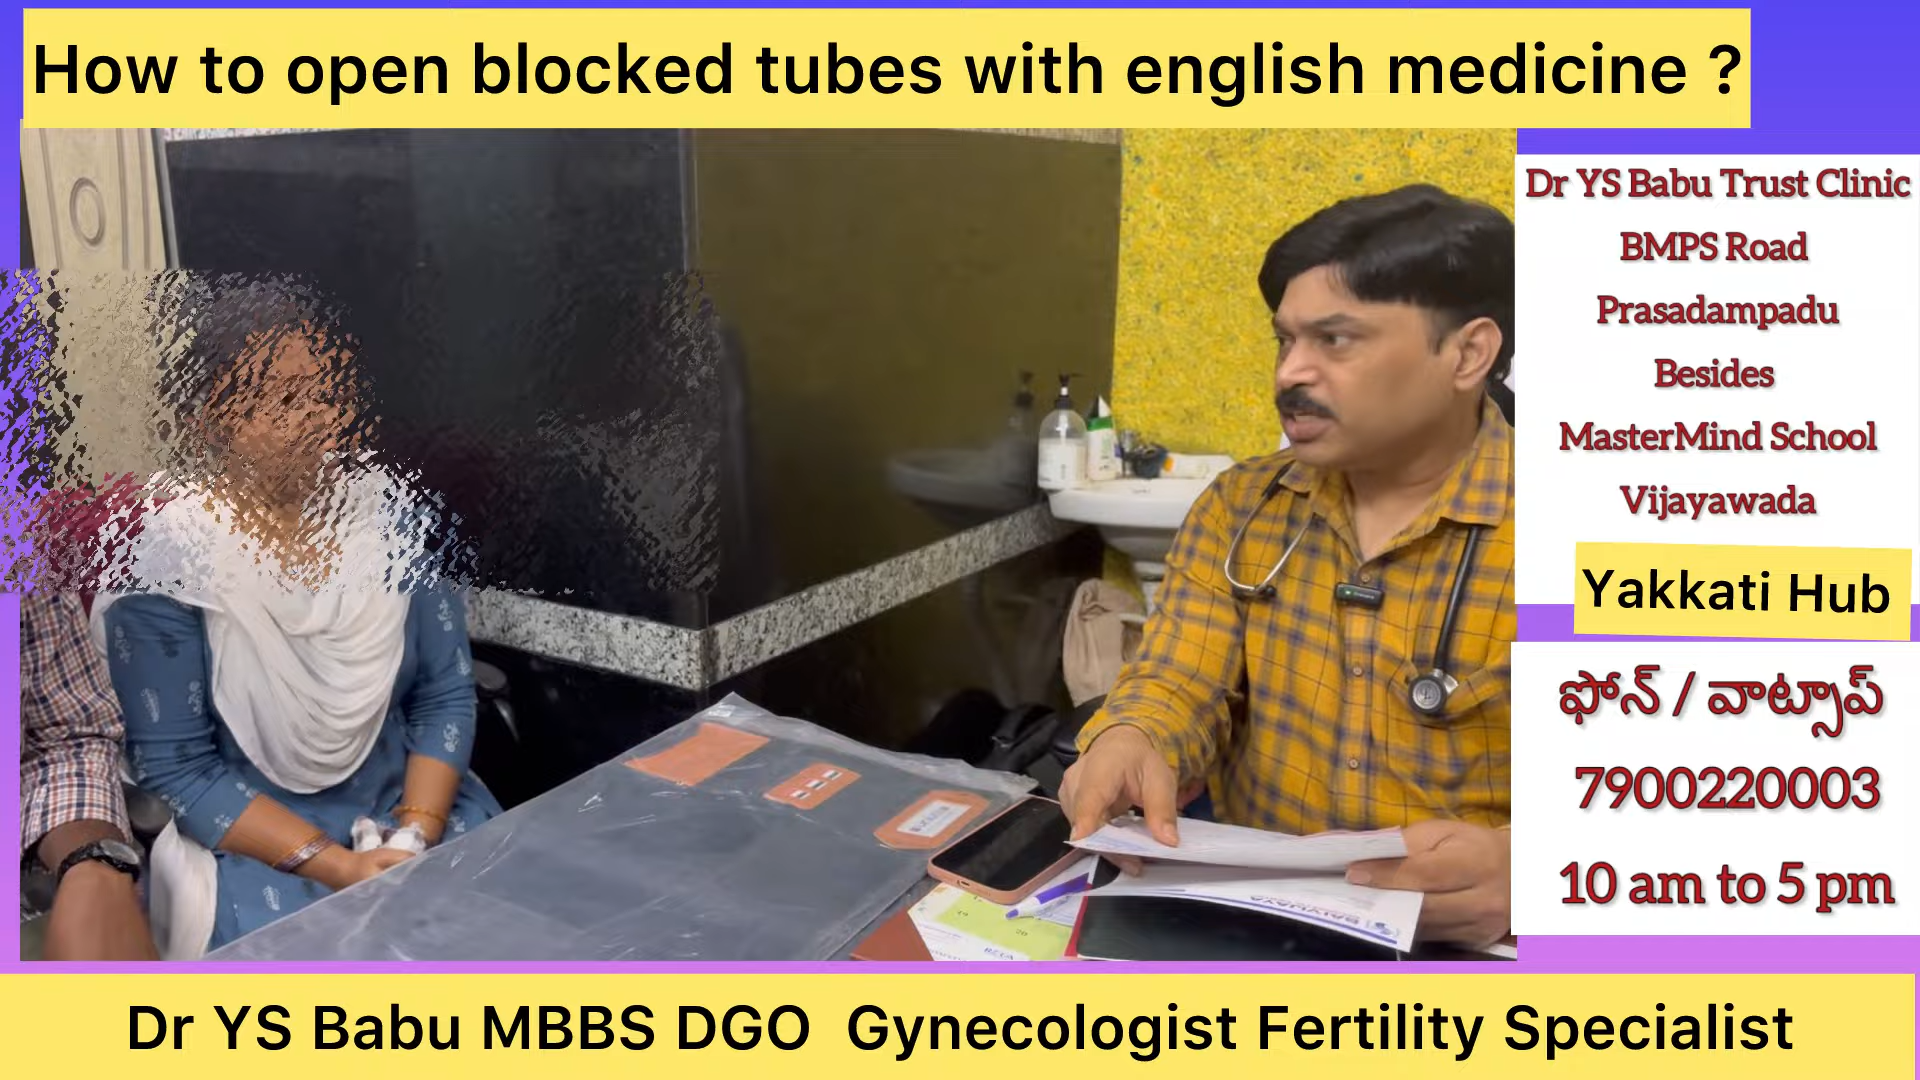 How to open blocked tubes with english medicine ?
Dr YS Babu Trust Clinic
BMPS Road
Prasadampadu
Besides
MasterMind School
Vijayawada
Yakkati Hub
ఫోన్ / వాట్సాప్
7900220003
10 am to 5 pm
Dr YS Babu MBBS DGO Gynecologist Fertility Specialist